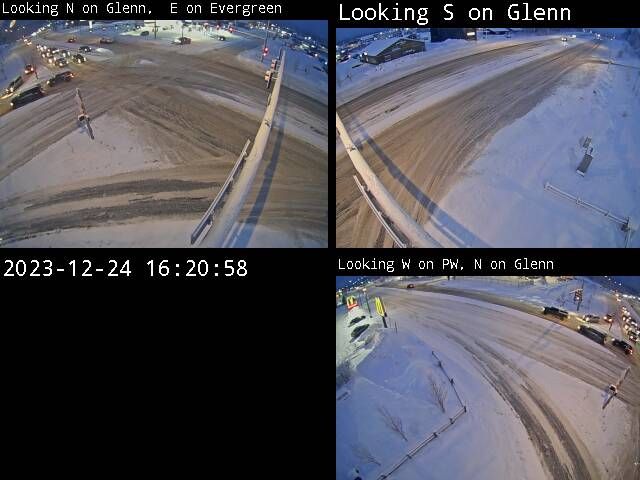 Looking N on Glenn, E on Evergreen
Looking S on Glenn
2023-12-24 16:20:58
Looking W on PW, N on Glenn